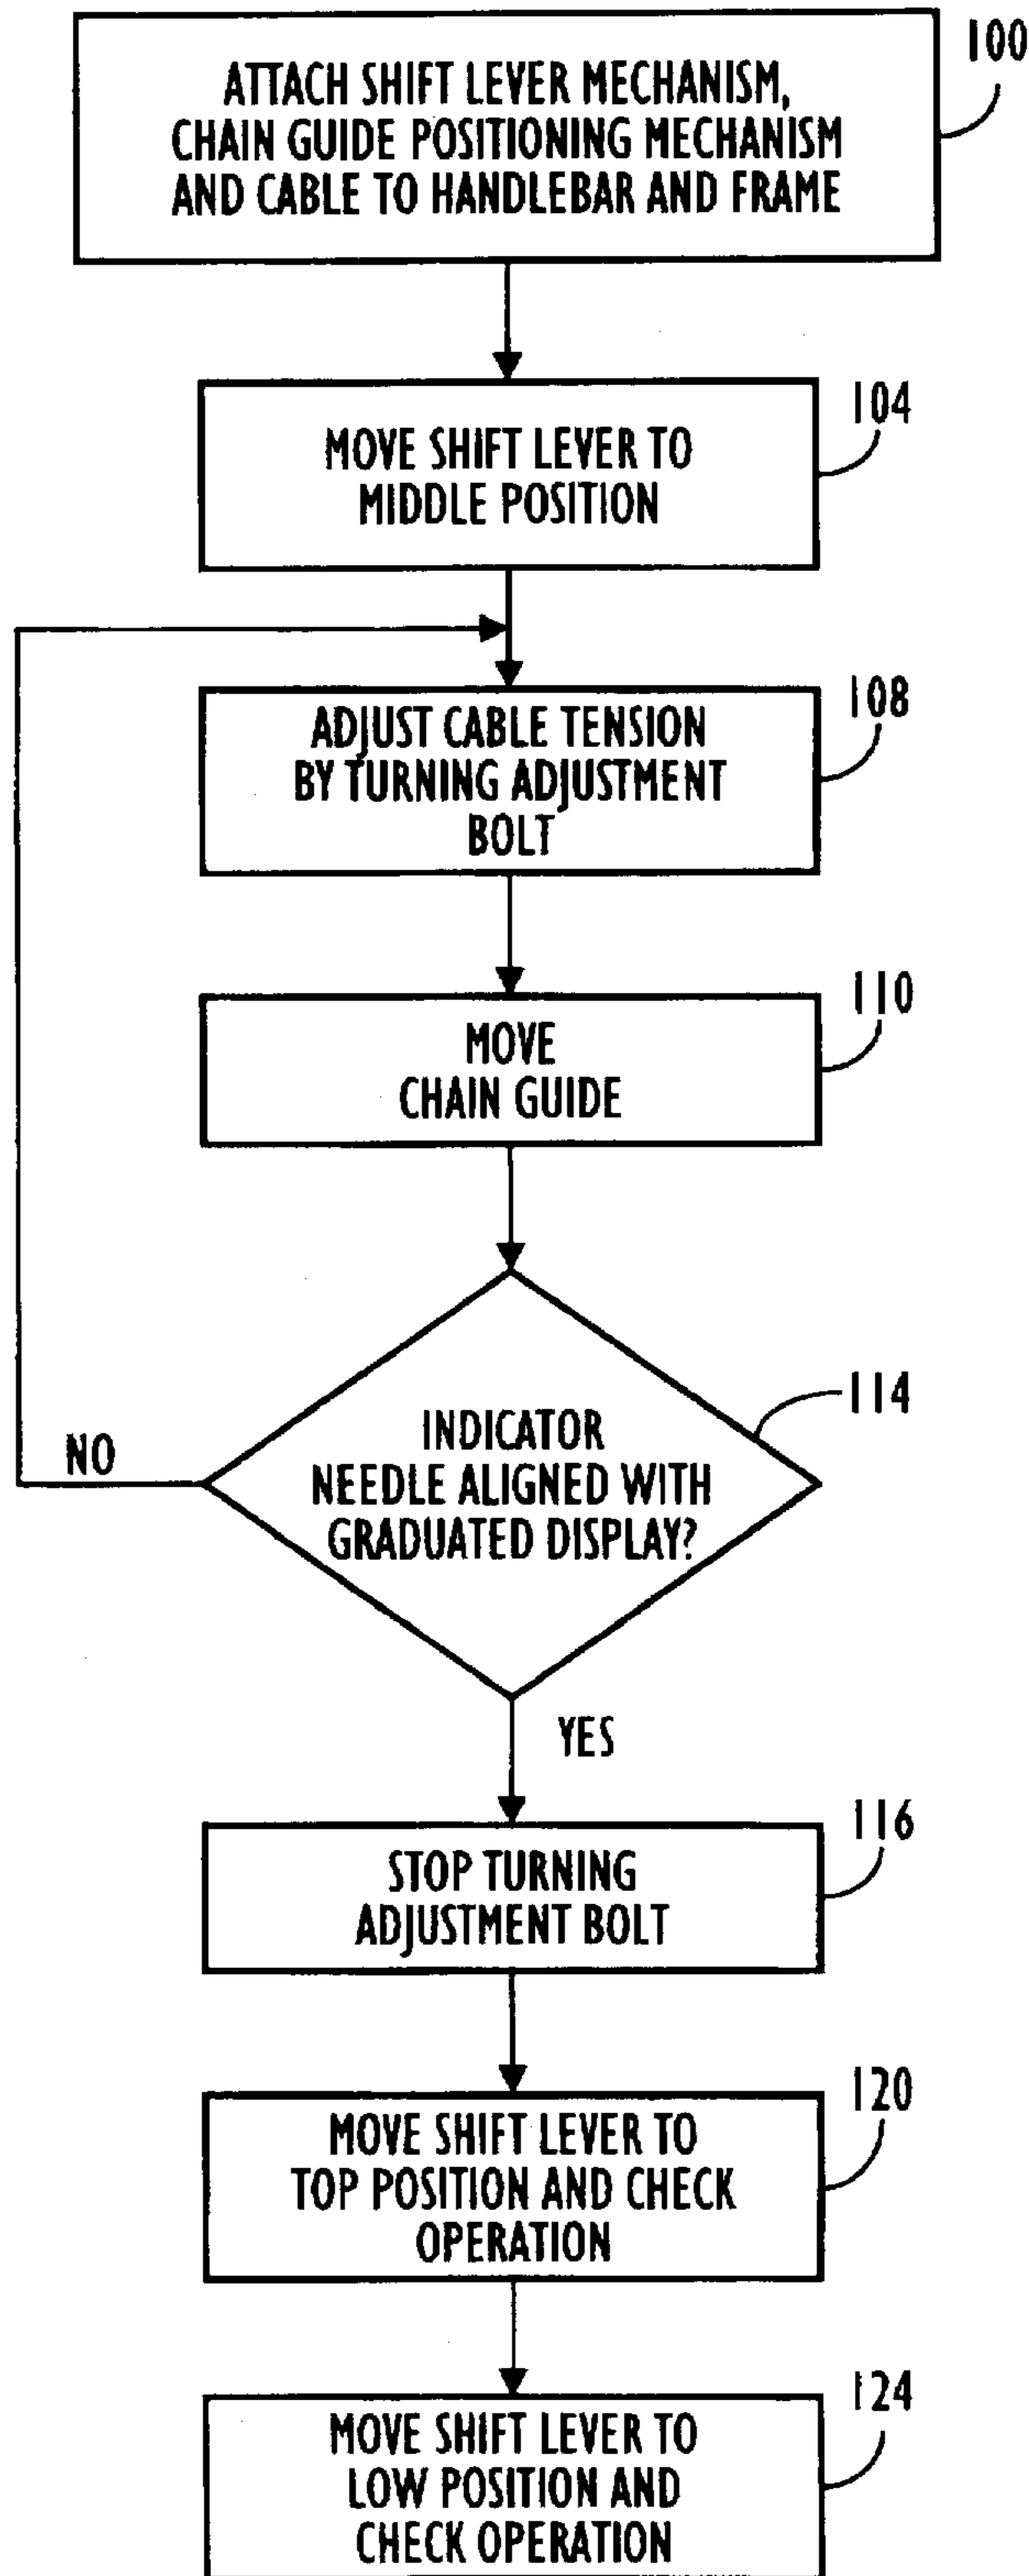 100
ATTACH SHIFT LEVER MECHANISM,
CHAIN GUIDE POSITIONING MECHANISM
AND CABLE TO HANDLEBAR AND FRAME
104
MOVE SHIFT LEVER TO
MIDDLE POSITION
108
ADJUST CABLE TENSION
BY TURNING ADJUSTMENT
BOLT
110
MOVE
CHAIN GUIDE
114
INDICATOR
NEEDLE ALIGNED WITH
GRADUATED DISPLAY?
NO
YES
116
STOP TURNING
ADJUSTMENT BOLT
120
MOVE SHIFT LEVER TO
TOP POSITION AND CHECK
OPERATION
124
MOVE SHIFT LEVER TO
LOW POSITION AND
CHECK OPERATION